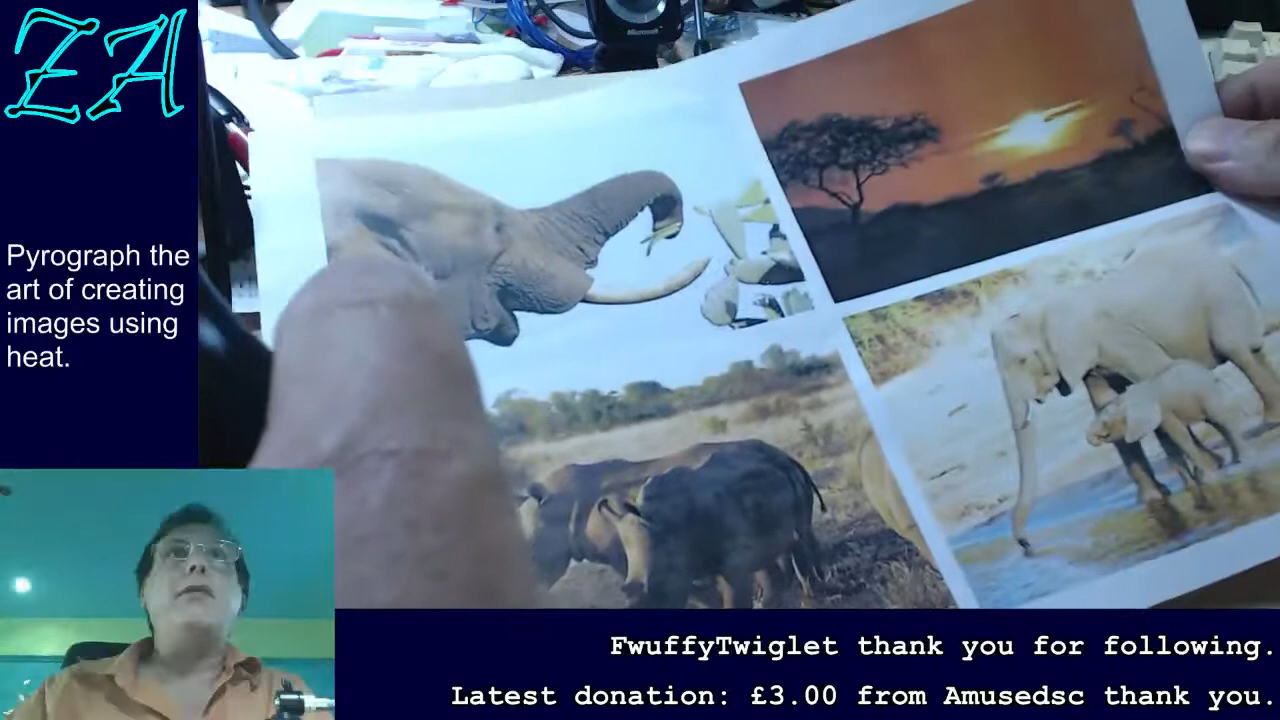 ZA
Microsoft
Pyrograph the
art of creating
images using
heat.
FwuffyTwiglet thank you for following.
Latest donation: £3.00 from Amusedsc thank you.